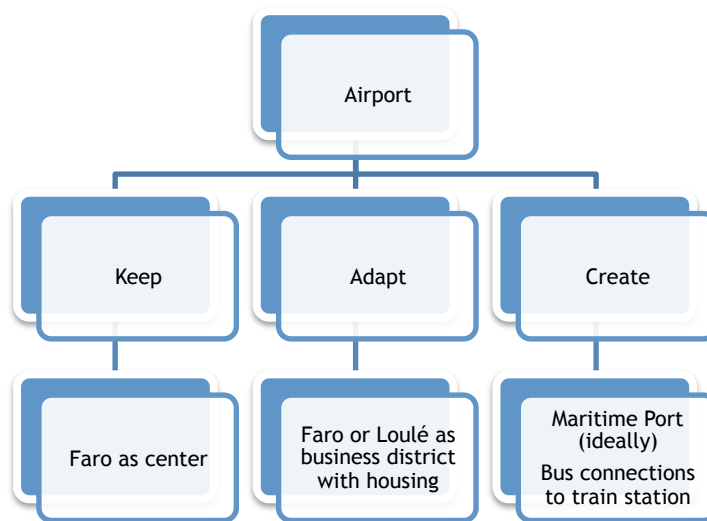 Airport
Keep
Adapt
Create
Faro as center
Faro or Loulé as
business district
with housing
Maritime Port
(ideally)
Bus connections
to train station